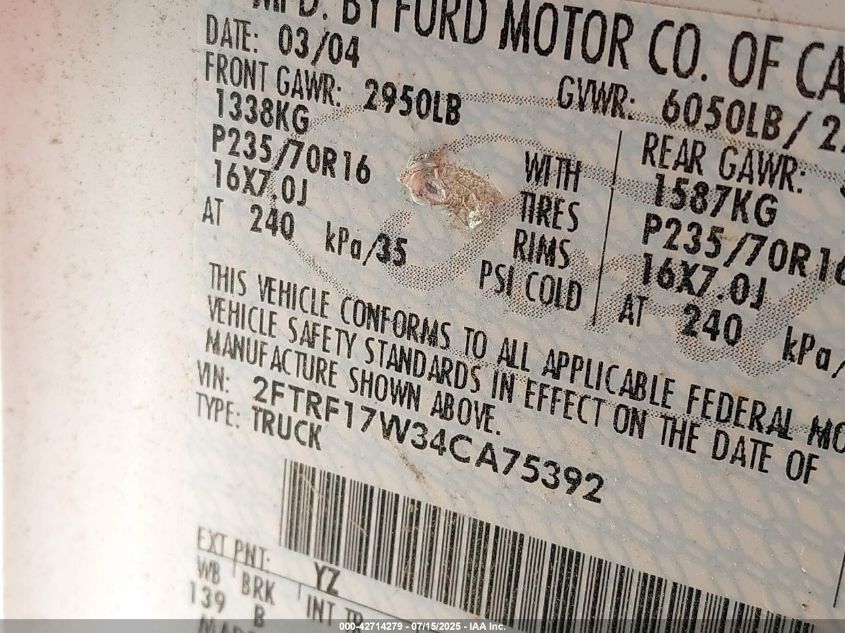 MFD. BY FORD MOTOR CO. OF CA
DATE: 03/04
GVWR: 6050LB/2
FRONT GAWR: 2950LB
1338KG
P235/70R16
16X7.0J
AT 240 kPa/35
WITH
TIRES
RIMS
PSI COLD
REAR GAWR:
1587KG
P235/70R16
16X7.0J
AT 240 kPa/
THIS VEHICLE CONFORMS TO ALL APPLICABLE FEDERAL MO
VEHICLE SAFETY STANDARDS IN EFFECT ON THE DATE OF
MANUFACTURE SHOWN ABOVE.
VIN: 2FTRF17W34CA75392
TYPE: TRUCK
EXT PNT: YZ
WB BRK INT
139 B
000-42714279 - 07/15/2025 - IAA Inc.